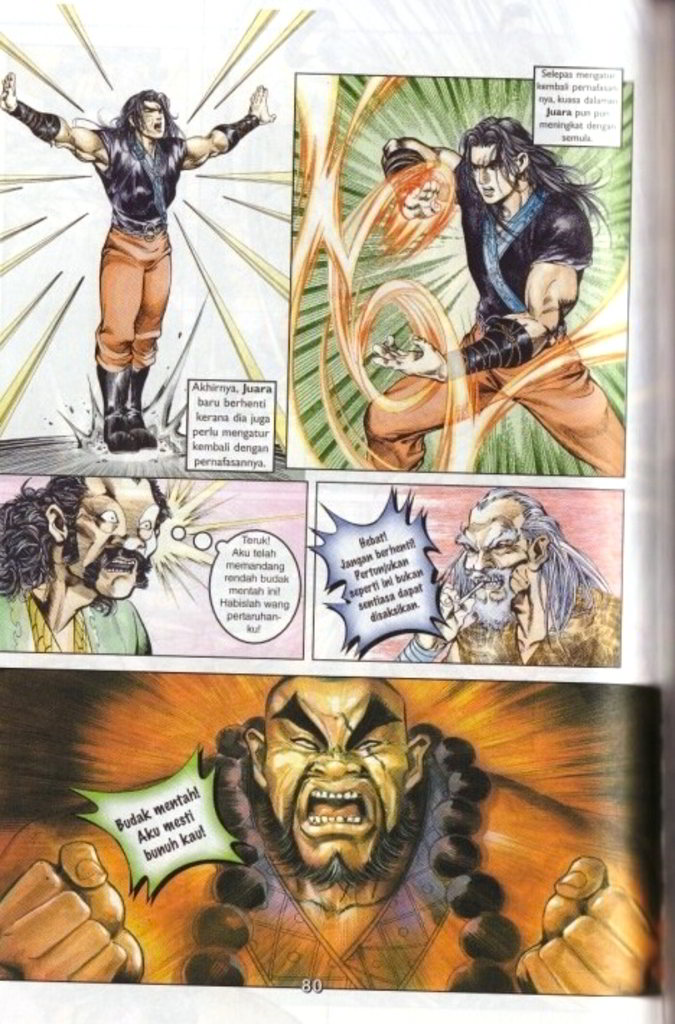 Akhirnya, Juara
baru berhenti
kerana dia juga
perlu mengatur
kembali dengan
pernafasannya.
Selepas mengatur
kembali pernafasan-
nya, kuasa dalaman
Juara pun pun
meningkat dengan
semula.
Teruk!
Aku telah
memandang
rendah budak
mentah ini!
Habislah wang
pertaruhan-
ku!
Hebat!
Jangan berhenti!
Pertunjukan
seperti ini bukan
sentiasa dapat
disaksikan.
Budak mentah!
Aku mesti
bunuh kau!
80